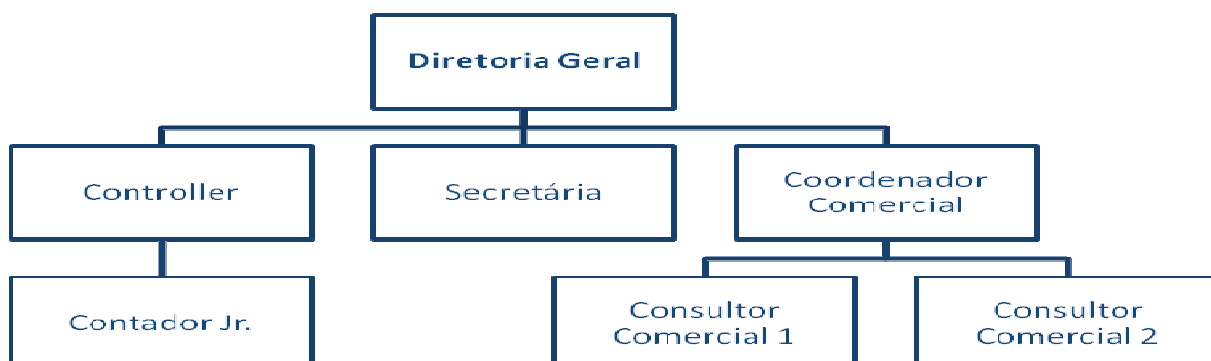 Diretoria Geral
Controller
Secretária
Coordenador
Comercial
Contador Jr.
Consultor
Comercial 1
Consultor
Comercial 2